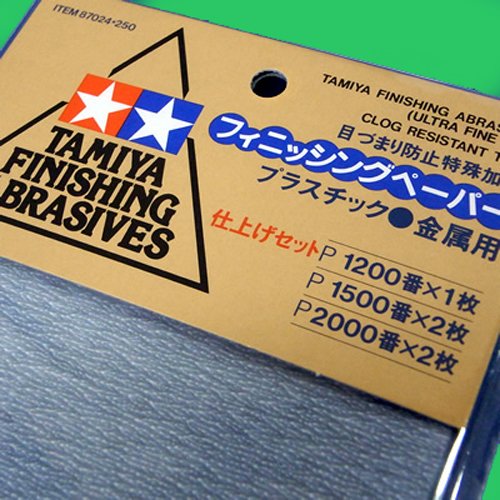 ITEM 87024・250
TAMIYA
FINISHING
ABRASIVES
TAMIYA FINISHING ABRAS
(ULTRA FINE
CLOG RESISTANT
目づまり防止特殊加
フィニッシングペーパー
プラスチック●金属用
仕上げセット
P 1200番×1枚
P 1500番×2枚
P 2000番×2枚